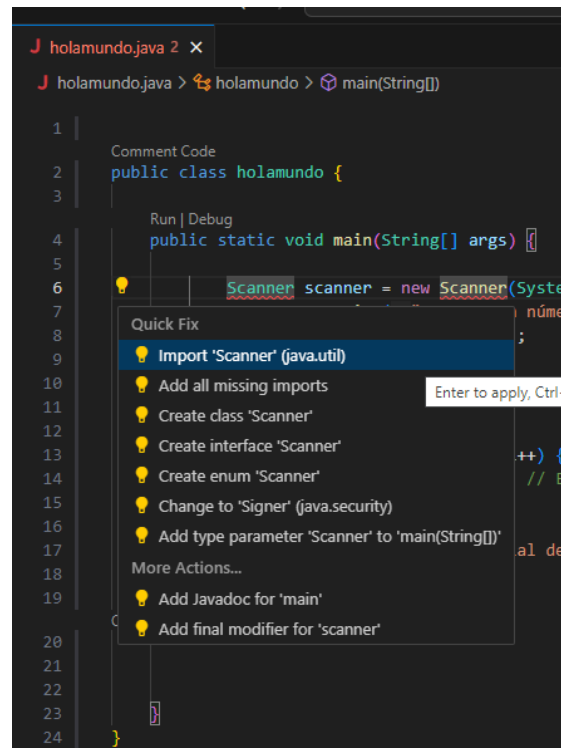 J holamundo.java 2 ×
J holamundo.java > holamundo > main(String[])
1
Comment Code
2 public class holamundo {
3
Run | Debug
4 public static void main(String[] args) {
5
6 Scanner scanner = new Scanner(Syste
7 núme
8 ;
9
10
11
12
13 ++) {
14 // E
15
16
17 al de
18
19
20
21
22
23 }
24 }
Quick Fix
Import 'Scanner' (java.util)
Add all missing imports
Enter to apply, Ctrl-
Create class 'Scanner'
Create interface 'Scanner'
Create enum 'Scanner'
Change to 'Signer' (java.security)
Add type parameter 'Scanner' to 'main(String[])'
More Actions...
Add Javadoc for 'main'
Add final modifier for 'scanner'